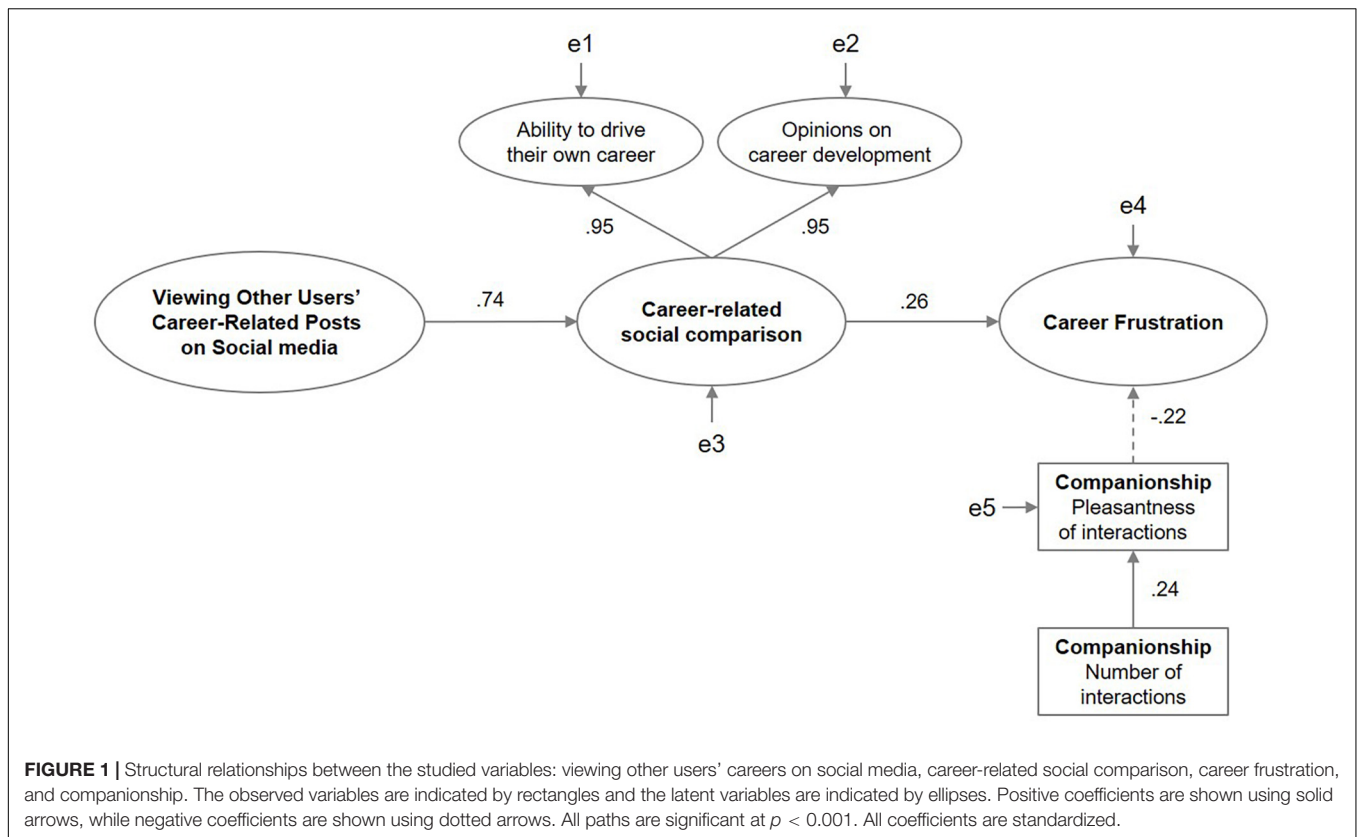 e1
e2
Ability to drive
their own career
Opinions on
career development
e4
.95
.95
Viewing Other Users’
Career-Related Posts
on Social media
.74
Career-related
social comparison
.26
Career Frustration
e3
-.22
e5
Companionship
Pleasantness
of interactions
.24
Companionship
Number of
interactions
FIGURE 1 | Structural relationships between the studied variables: viewing other users’ careers on social media, career-related social comparison, career frustration,
and companionship. The observed variables are indicated by rectangles and the latent variables are indicated by ellipses. Positive coefficients are shown using solid
arrows, while negative coefficients are shown using dotted arrows. All paths are significant at p < 0.001. All coefficients are standardized.